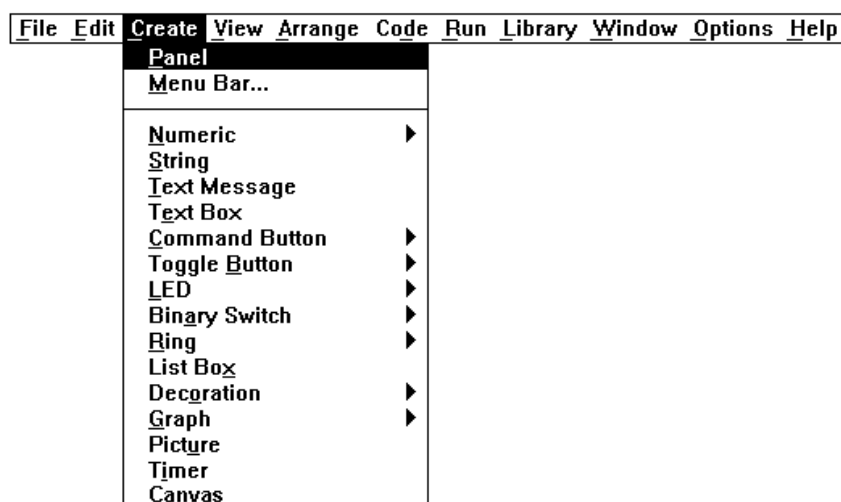 File Edit Create View Arrange Code Run Library Window Options Help
Panel
Menu Bar...
Numeric
String
Text Message
Text Box
Command Button
Toggle Button
LED
Binary Switch
Ring
List Box
Decoration
Graph
Picture
Timer
Canvas